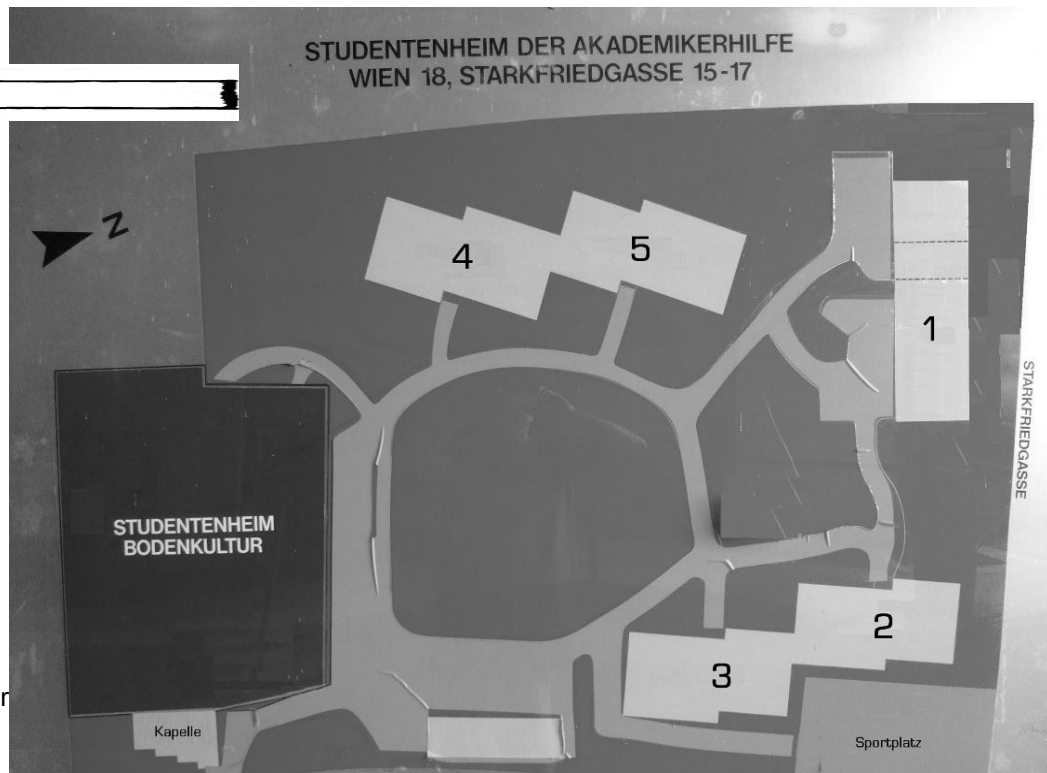 STUDENTENHEIM DER AKADEMIKERHILFE
WIEN 18, STARKFRIEDGASSE 15-17
N
4
5
1
STARKFRIEDGASSE
STUDENTENHEIM
BODENKULTUR
2
3
r
Kapelle
Sportplatz